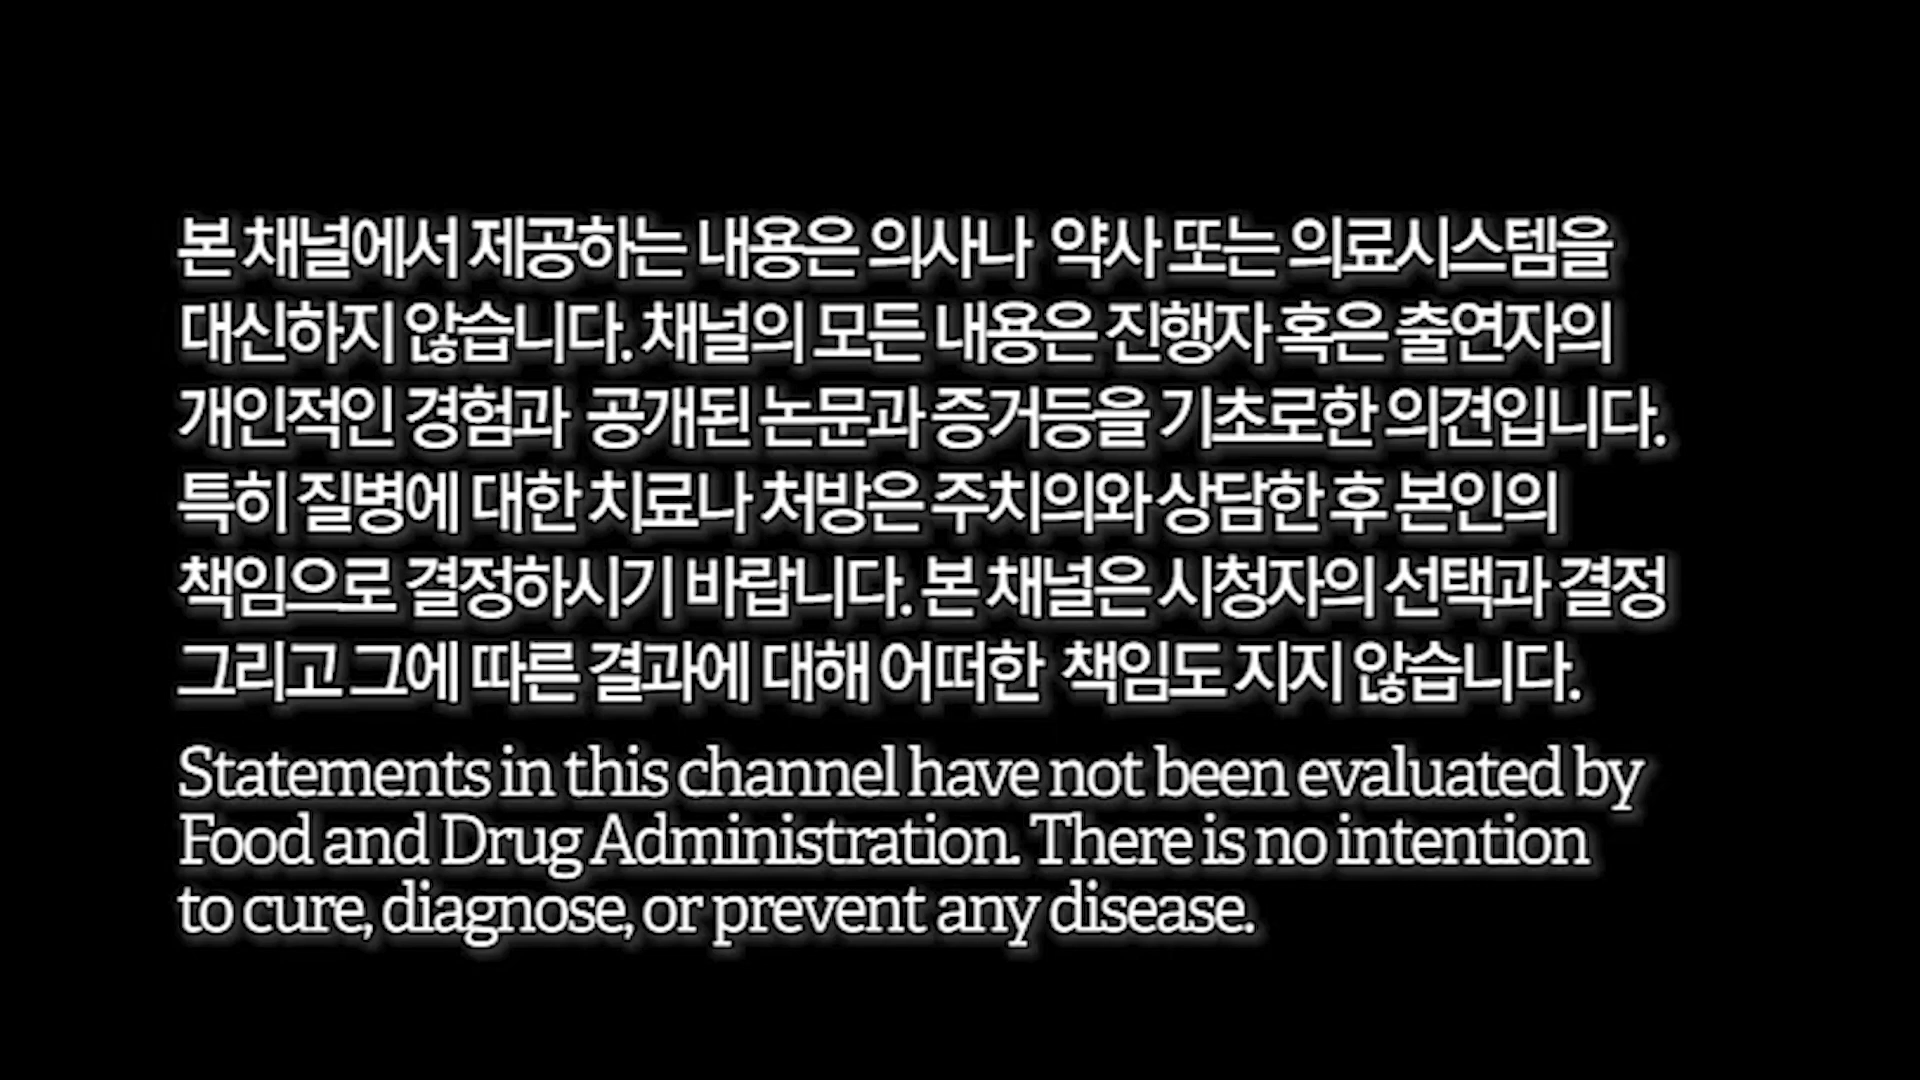 본 채널에서 제공하는 내용은 의사나 약사 또는 의료시스템을
대신하지 않습니다. 채널의 모든 내용은 진행자 혹은 출연자의
개인적인 경험과 공개된 논문과 증거등을 기초로한 의견입니다.
특히 질병에 대한 치료나 처방은 주치의와 상담한 후 본인의
책임으로 결정하시기 바랍니다. 본 채널은 시청자의 선택과 결정
그리고 그에 따른 결과에 대해 어떠한 책임도 지지 않습니다.
Statements in this channel have not been evaluated by
Food and Drug Administration. There is no intention
to cure, diagnose, or prevent any disease.